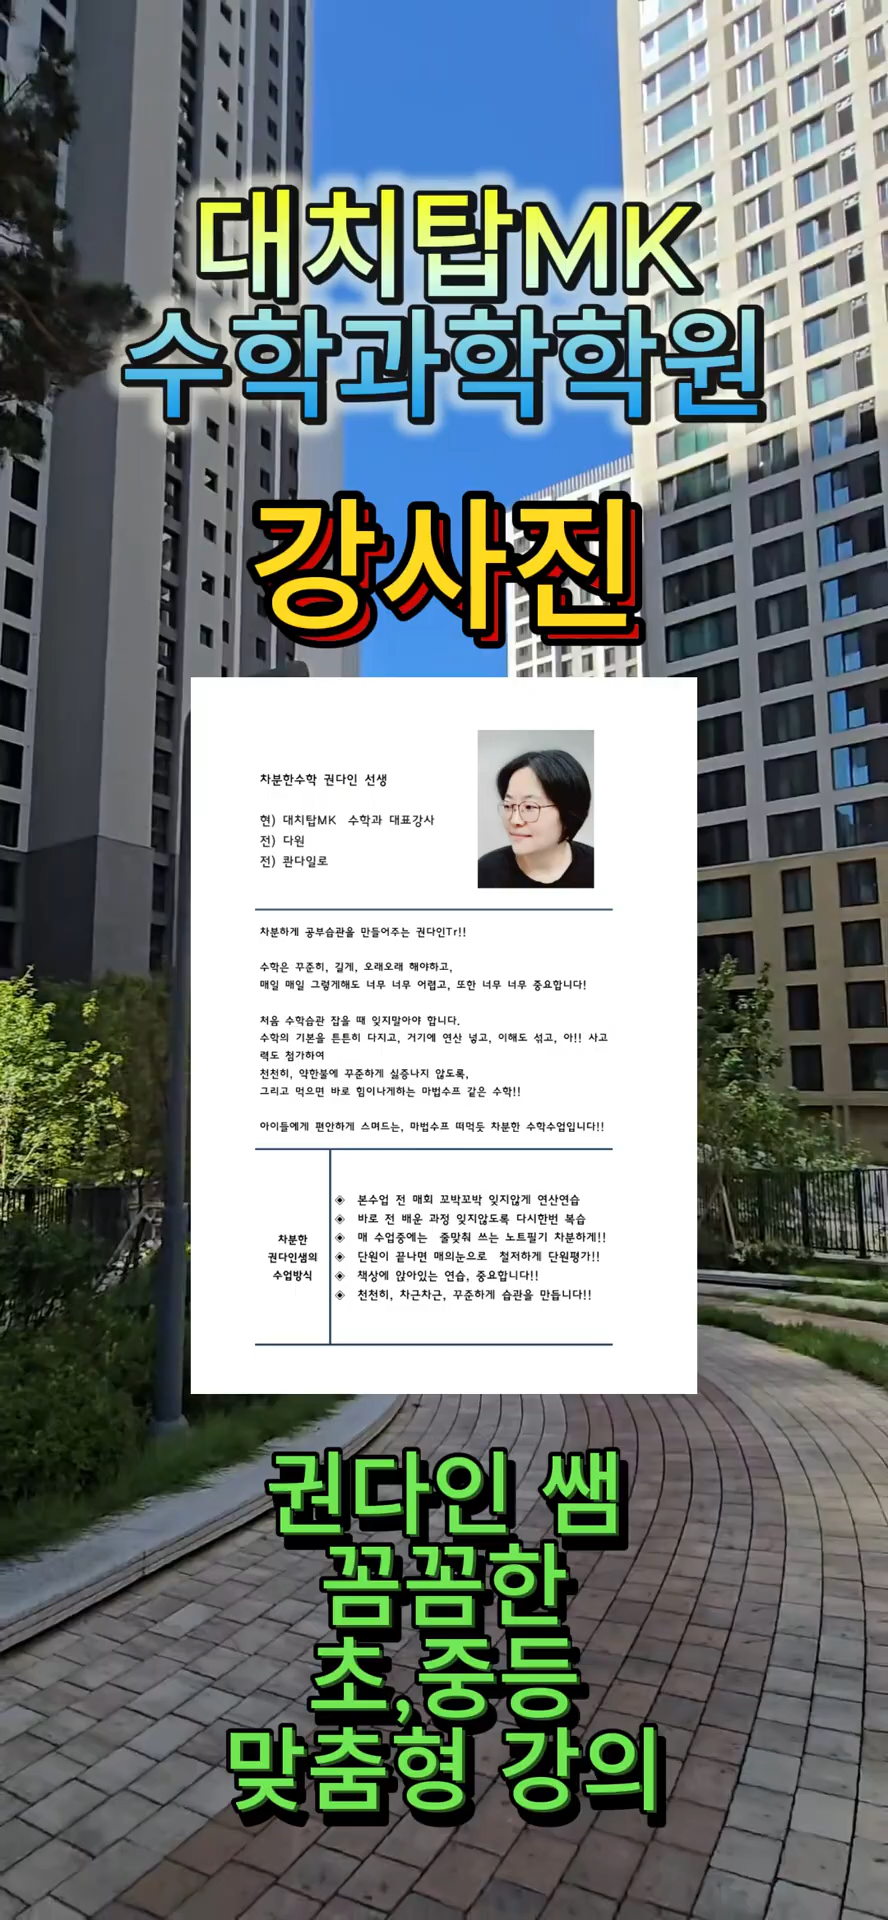 대치탑MK
수학과학학원
강사진
차분한수학 권다인 선생
현) 대치탑MK 수학과 대표강사
전) 다원
전) 콴다일로
차분하게 공부습관을 만들어주는 권다인Tr!!
수학은 꾸준히, 길게, 오래오래 해야하고,
매일 매일 그렇게해도 너무 너무 어렵고, 또한 너무 너무 중요합니다!
처음 수학습관 잡을 때 잊지말아야 합니다.
수학의 기본을 튼튼히 다지고, 거기에 연산 넣고, 이해도 섞고, 아!! 사고
력도 첨가하여
천천히, 약한불에 꾸준하게 싫증나지 않도록,
그리고 먹으면 바로 힘이나게하는 마법수프 같은 수학!!
아이들에게 편안하게 스며드는, 마법수프 떠먹듯 차분한 수학수업입니다!!
차분한
권다인쌤의
수업방식
◈ 본수업 전 매회 꼬박꼬박 잊지않게 연산연습
◈ 바로 전 배운 과정 잊지않도록 다시한번 복습
◈ 매 수업중에는 줄맞춰 쓰는 노트필기 차분하게!!
◈ 단원이 끝나면 매의눈으로 철저하게 단원평가!!
◈ 책상에 앉아있는 연습, 중요합니다!!
◈ 천천히, 차근차근, 꾸준하게 습관을 만듭니다!!
권다인 쌤
꼼꼼한
초,중등
맞춤형 강의